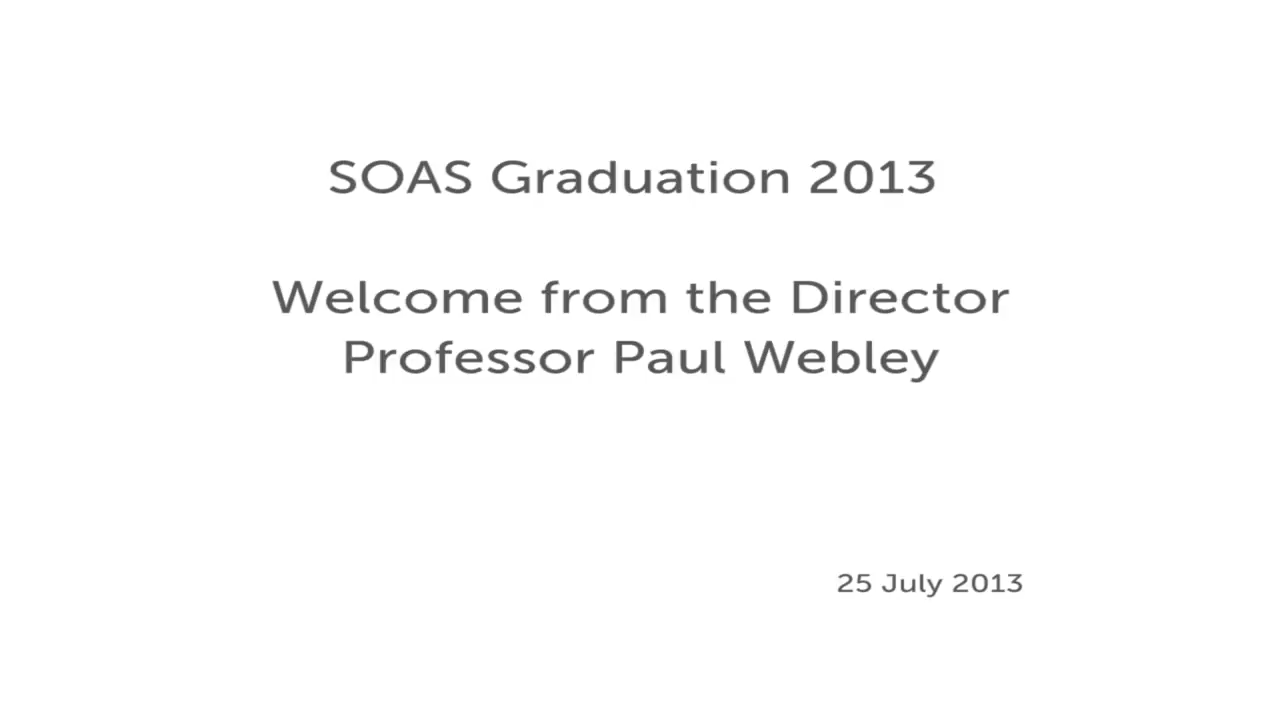 SOAS Graduation 2013
Welcome from the Director
Professor Paul Webley
25 July 2013